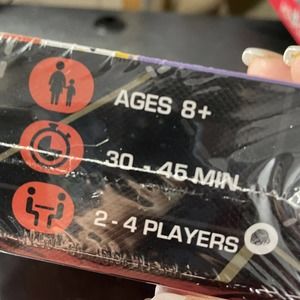 AGES 8+
30 - 45 MIN
2 - 4 PLAYERS